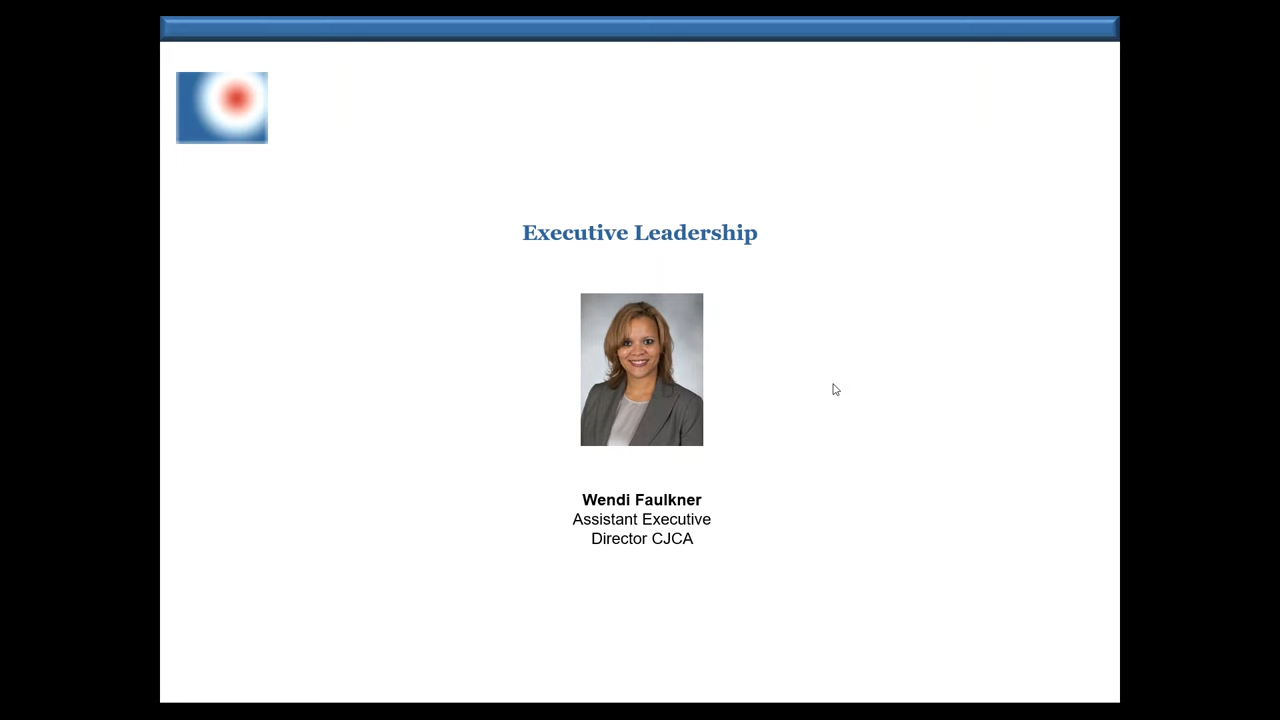 Executive Leadership
Wendi Faulkner
Assistant Executive
Director CJCA